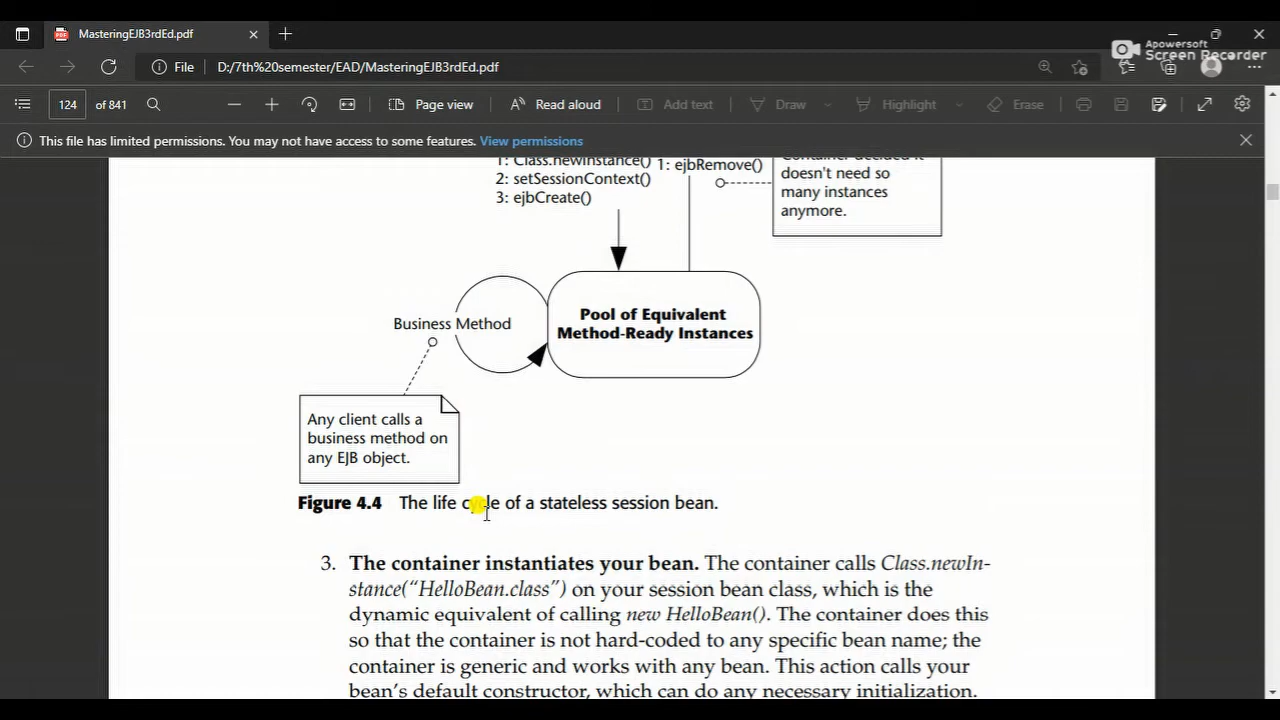 MasteringEJB3rdEd.pdf
Apowersoft
Screen Recorder
File D:/7th%20semester/EAD/MasteringEJB3rdEd.pdf
124 of 841 Page view Read aloud Add text Draw Highlight Erase
This file has limited permissions. You may not have access to some features. View permissions
1: Class.newInstance() 1: ejbRemove()
2: setSessionContext()
3: ejbCreate()
Container decided it
doesn't need so
many instances
anymore.
Business Method
Pool of Equivalent
Method-Ready Instances
Any client calls a
business method on
any EJB object.
Figure 4.4 The life cycle of a stateless session bean.
3. The container instantiates your bean. The container calls Class.newIn-
stance(“HelloBean.class”) on your session bean class, which is the
dynamic equivalent of calling new HelloBean(). The container does this
so that the container is not hard-coded to any specific bean name; the
container is generic and works with any bean. This action calls your
bean’s default constructor, which can do any necessary initialization.